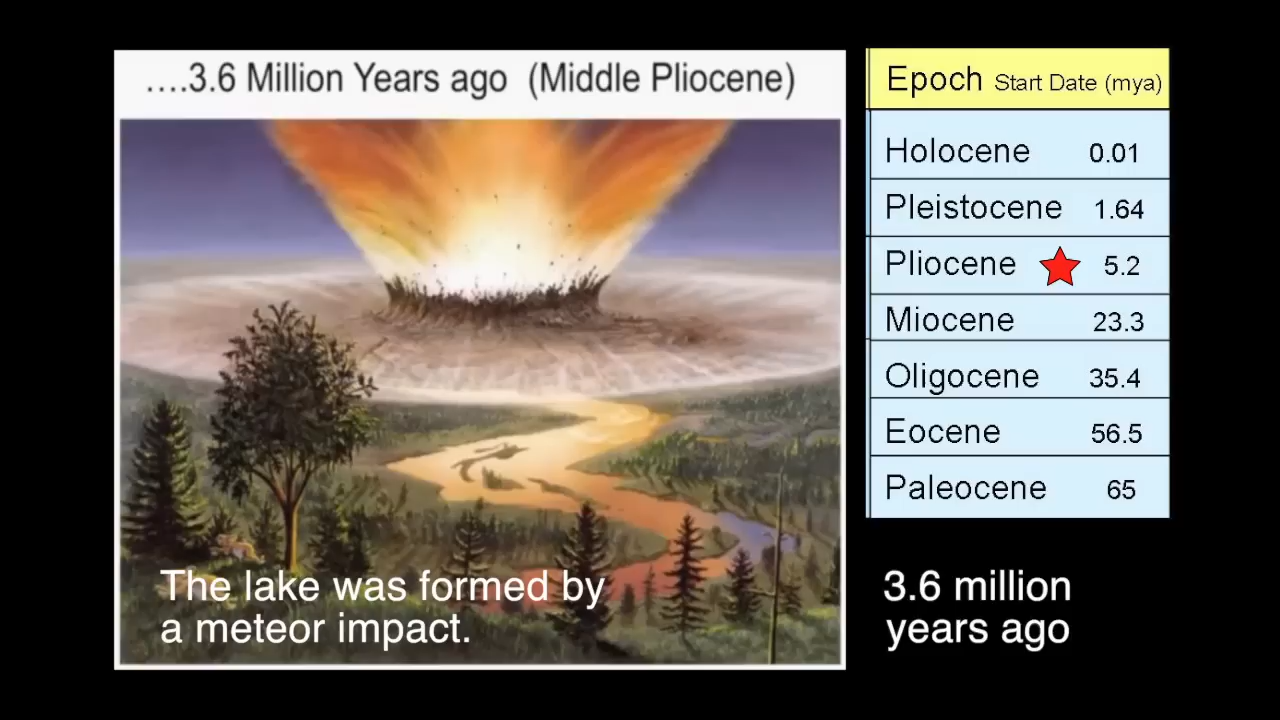 ....3.6 Million Years ago (Middle Pliocene)
The lake was formed by
a meteor impact.
Epoch Start Date (mya)
Holocene 0.01
Pleistocene 1.64
Pliocene 5.2
Miocene 23.3
Oligocene 35.4
Eocene 56.5
Paleocene 65
3.6 million
years ago